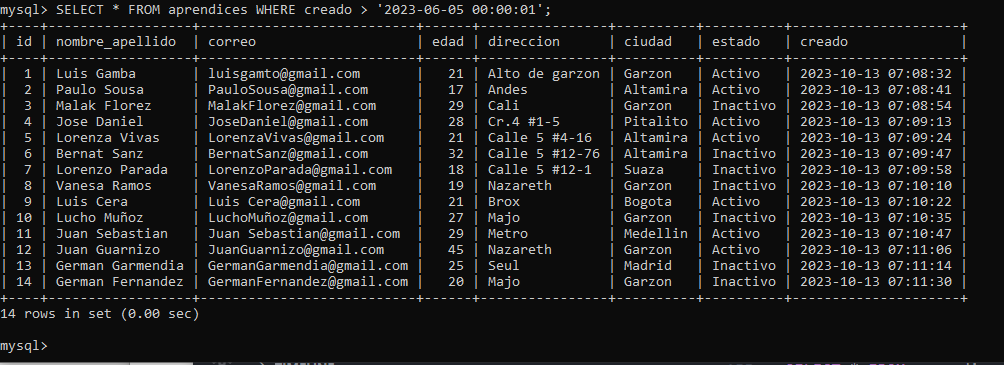 mysql> SELECT * FROM aprendices WHERE creado > '2023-06-05 00:00:01';
+----+------------------+---------------------------+------+----------------+----------+----------+---------------------+
| id | nombre_apellido | correo | edad | direccion | ciudad | estado | creado |
+----+------------------+---------------------------+------+----------------+----------+----------+---------------------+
| 1 | Luis Gamba | luisgamto@gmail.com | 21 | Alto de garzon | Garzon | Activo | 2023-10-13 07:08:32 |
| 2 | Paulo Sousa | PauloSousa@gmail.com | 17 | Andes | Altamira | Activo | 2023-10-13 07:08:41 |
| 3 | Malak Florez | MalakFlorez@gmail.com | 29 | Cali | Garzon | Inactivo | 2023-10-13 07:08:54 |
| 4 | Jose Daniel | JoseDaniel@gmail.com | 28 | Cr.4 #1-5 | Pitalito | Activo | 2023-10-13 07:09:13 |
| 5 | Lorenza Vivas | LorenzaVivas@gmail.com | 21 | Calle 5 #4-16 | Altamira | Activo | 2023-10-13 07:09:24 |
| 6 | Bernat Sanz | BernatSanz@gmail.com | 32 | Calle 5 #12-76 | Altamira | Inactivo | 2023-10-13 07:09:47 |
| 7 | Lorenzo Parada | LorenzoParada@gmail.com | 18 | Calle 5 #12-1 | Suaza | Inactivo | 2023-10-13 07:09:58 |
| 8 | Vanesa Ramos | VanesaRamos@gmail.com | 19 | Nazareth | Garzon | Inactivo | 2023-10-13 07:10:10 |
| 9 | Luis Cera | Luis Cera@gmail.com | 21 | Brox | Bogota | Activo | 2023-10-13 07:10:22 |
| 10 | Lucho Muñoz | LuchoMuñoz@gmail.com | 27 | Majo | Garzon | Inactivo | 2023-10-13 07:10:35 |
| 11 | Juan Sebastian | Juan Sebastian@gmail.com | 29 | Metro | Medellin | Activo | 2023-10-13 07:10:47 |
| 12 | Juan Guarnizo | JuanGuarnizo@gmail.com | 45 | Nazareth | Garzon | Activo | 2023-10-13 07:11:06 |
| 13 | German Garmendia | GermanGarmendia@gmail.com | 25 | Seul | Madrid | Inactivo | 2023-10-13 07:11:14 |
| 14 | German Fernandez | GermanFernandez@gmail.com | 20 | Majo | Garzon | Inactivo | 2023-10-13 07:11:30 |
+----+------------------+---------------------------+------+----------------+----------+----------+---------------------+
14 rows in set (0.00 sec)
mysql>